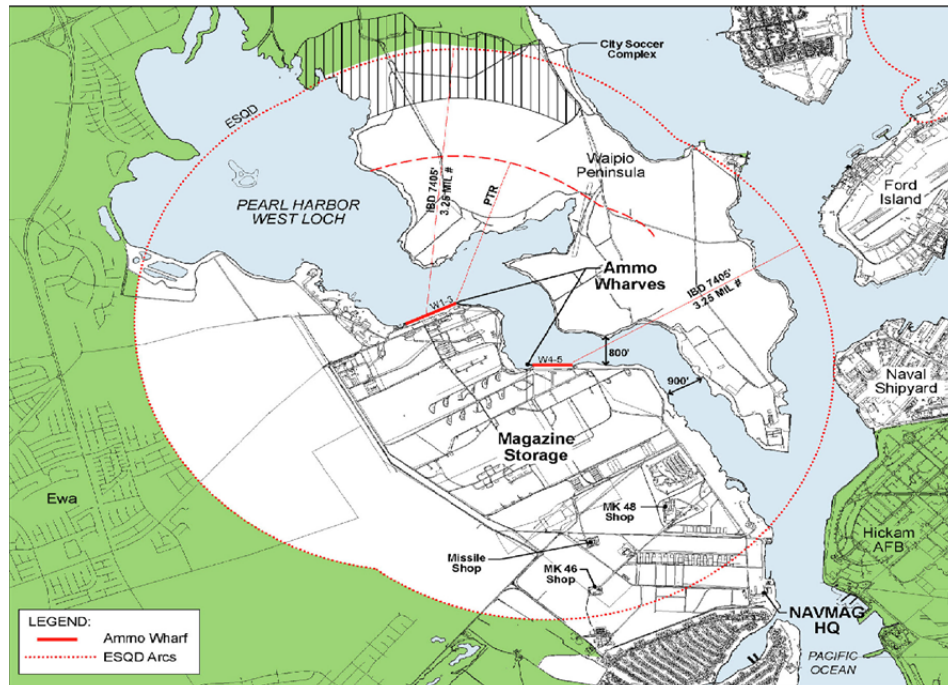 City Soccer
Complex
ESQD
Waipio
Peninsula
PEARL HARBOR
WEST LOCH
IBD 7405'
3.25 MIL #
PTR
Ford
Island
Ammo
Wharves
IBD 7405'
3.25 MIL #
W1-3
W4-5
800'
900'
Naval
Shipyard
Magazine
Storage
Ewa
MK 48
Shop
Hickam
AFB
Missile
Shop
MK 46
Shop
NAVMAG
HQ
PACIFIC
OCEAN
LEGEND:
Ammo Wharf
ESQD Arcs